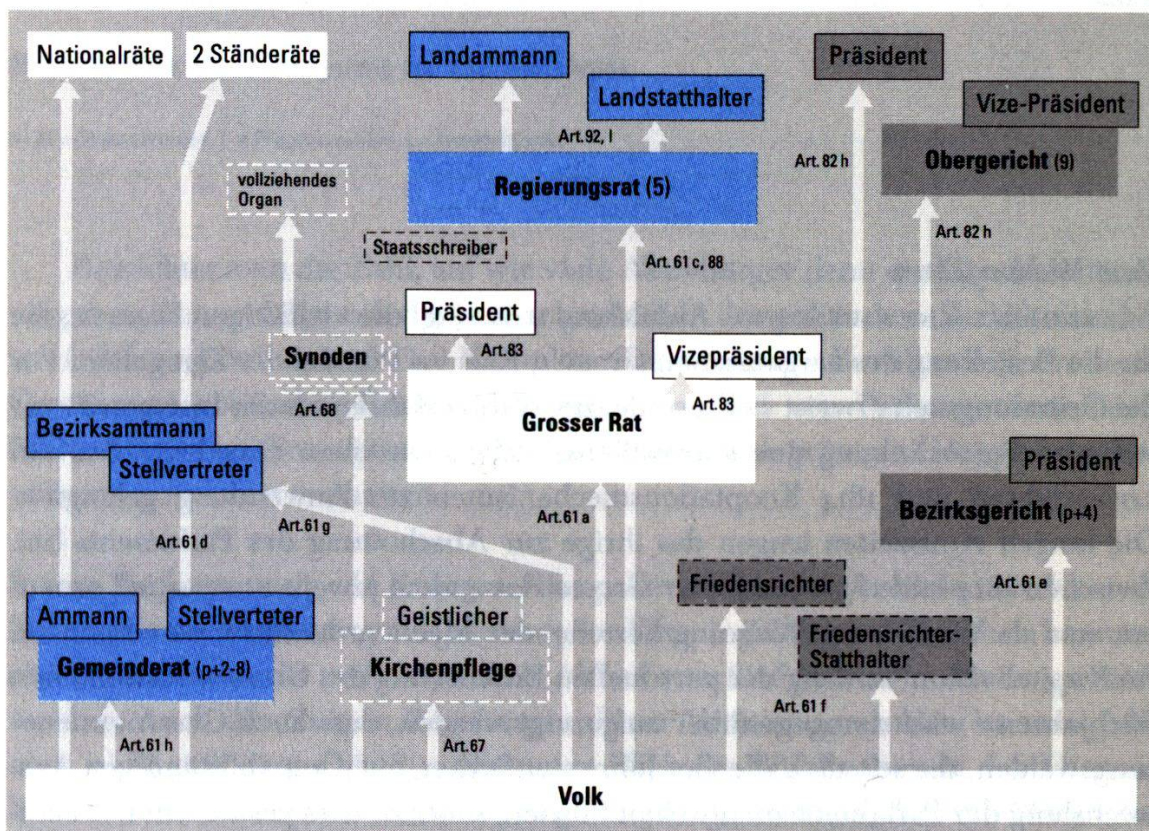 Nationalräte
2 Ständeräte
Landammann
Präsident
Landstatthalter
Vize-Präsident
Art.92, I
Art. 82 h
Obergericht (9)
vollziehendes
Organ
Regierungsrat (5)
Staatsschreiber
Art. 82 h
Art. 61 c, 88
Präsident
Synoden
Art.83
Vizepräsident
Art.68
Grosser Rat
Art.83
Bezirksamtmann
Stellvertreter
Präsident
Bezirksgericht (p+4)
Art.61 g
Art.61 a
Art.61 d
Friedensrichter
Art.61 e
Ammann
Stellverteter
Geistlicher
Friedensrichter-
Statthalter
Gemeinderat (p+2-8)
Kirchenpflege
Art.61 f
Art.61 h
Art.67
Volk